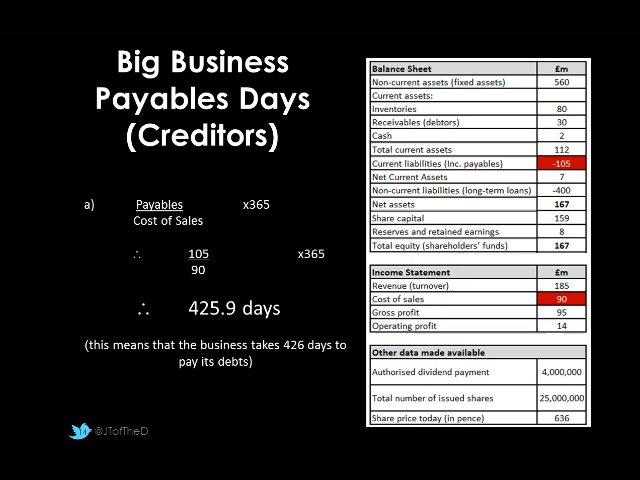 Big Business
Payables Days
(Creditors)
a) Payables x365
Cost of Sales
∴ 105 x365
90
∴ 425.9 days
(this means that the business takes 426 days to
pay its debts)
@JTofTheD
Balance Sheet £m
Non-current assets (fixed assets) 560
Current assets:
Inventories 80
Receivables (debtors) 30
Cash 2
Total current assets 112
Current liabilities (Inc. payables) -105
Net Current Assets 7
Non-current liabilities (long-term loans) -400
Net assets 167
Share capital 159
Reserves and retained earnings 8
Total equity (shareholders' funds) 167
Income Statement £m
Revenue (turnover) 185
Cost of sales 90
Gross profit 95
Operating profit 14
Other data made available
Authorised dividend payment 4,000,000
Total number of issued shares 25,000,000
Share price today (in pence) 636